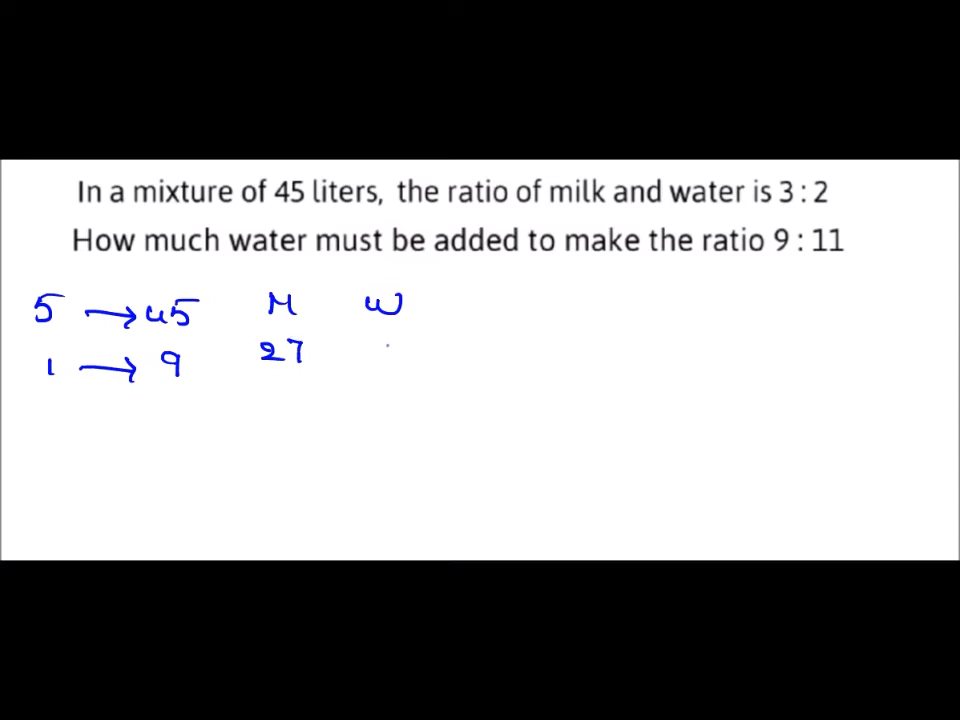 In a mixture of 45 liters, the ratio of milk and water is 3 : 2
How much water must be added to make the ratio 9 : 11
5 → 45 M W
1 → 9 27